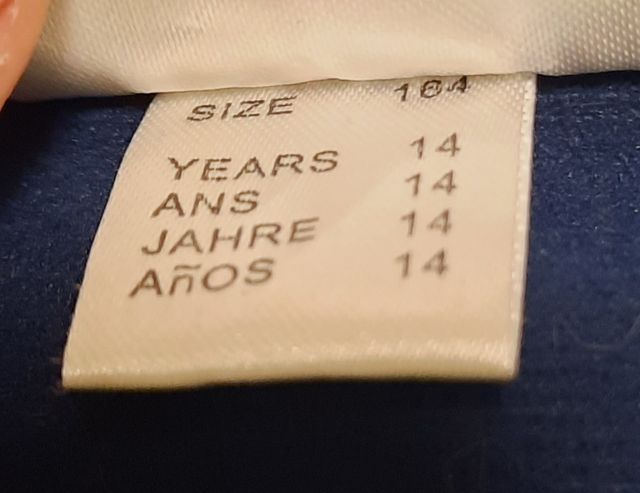 SIZE 164
YEARS 14
ANS 14
JAHRE 14
AñOS 14